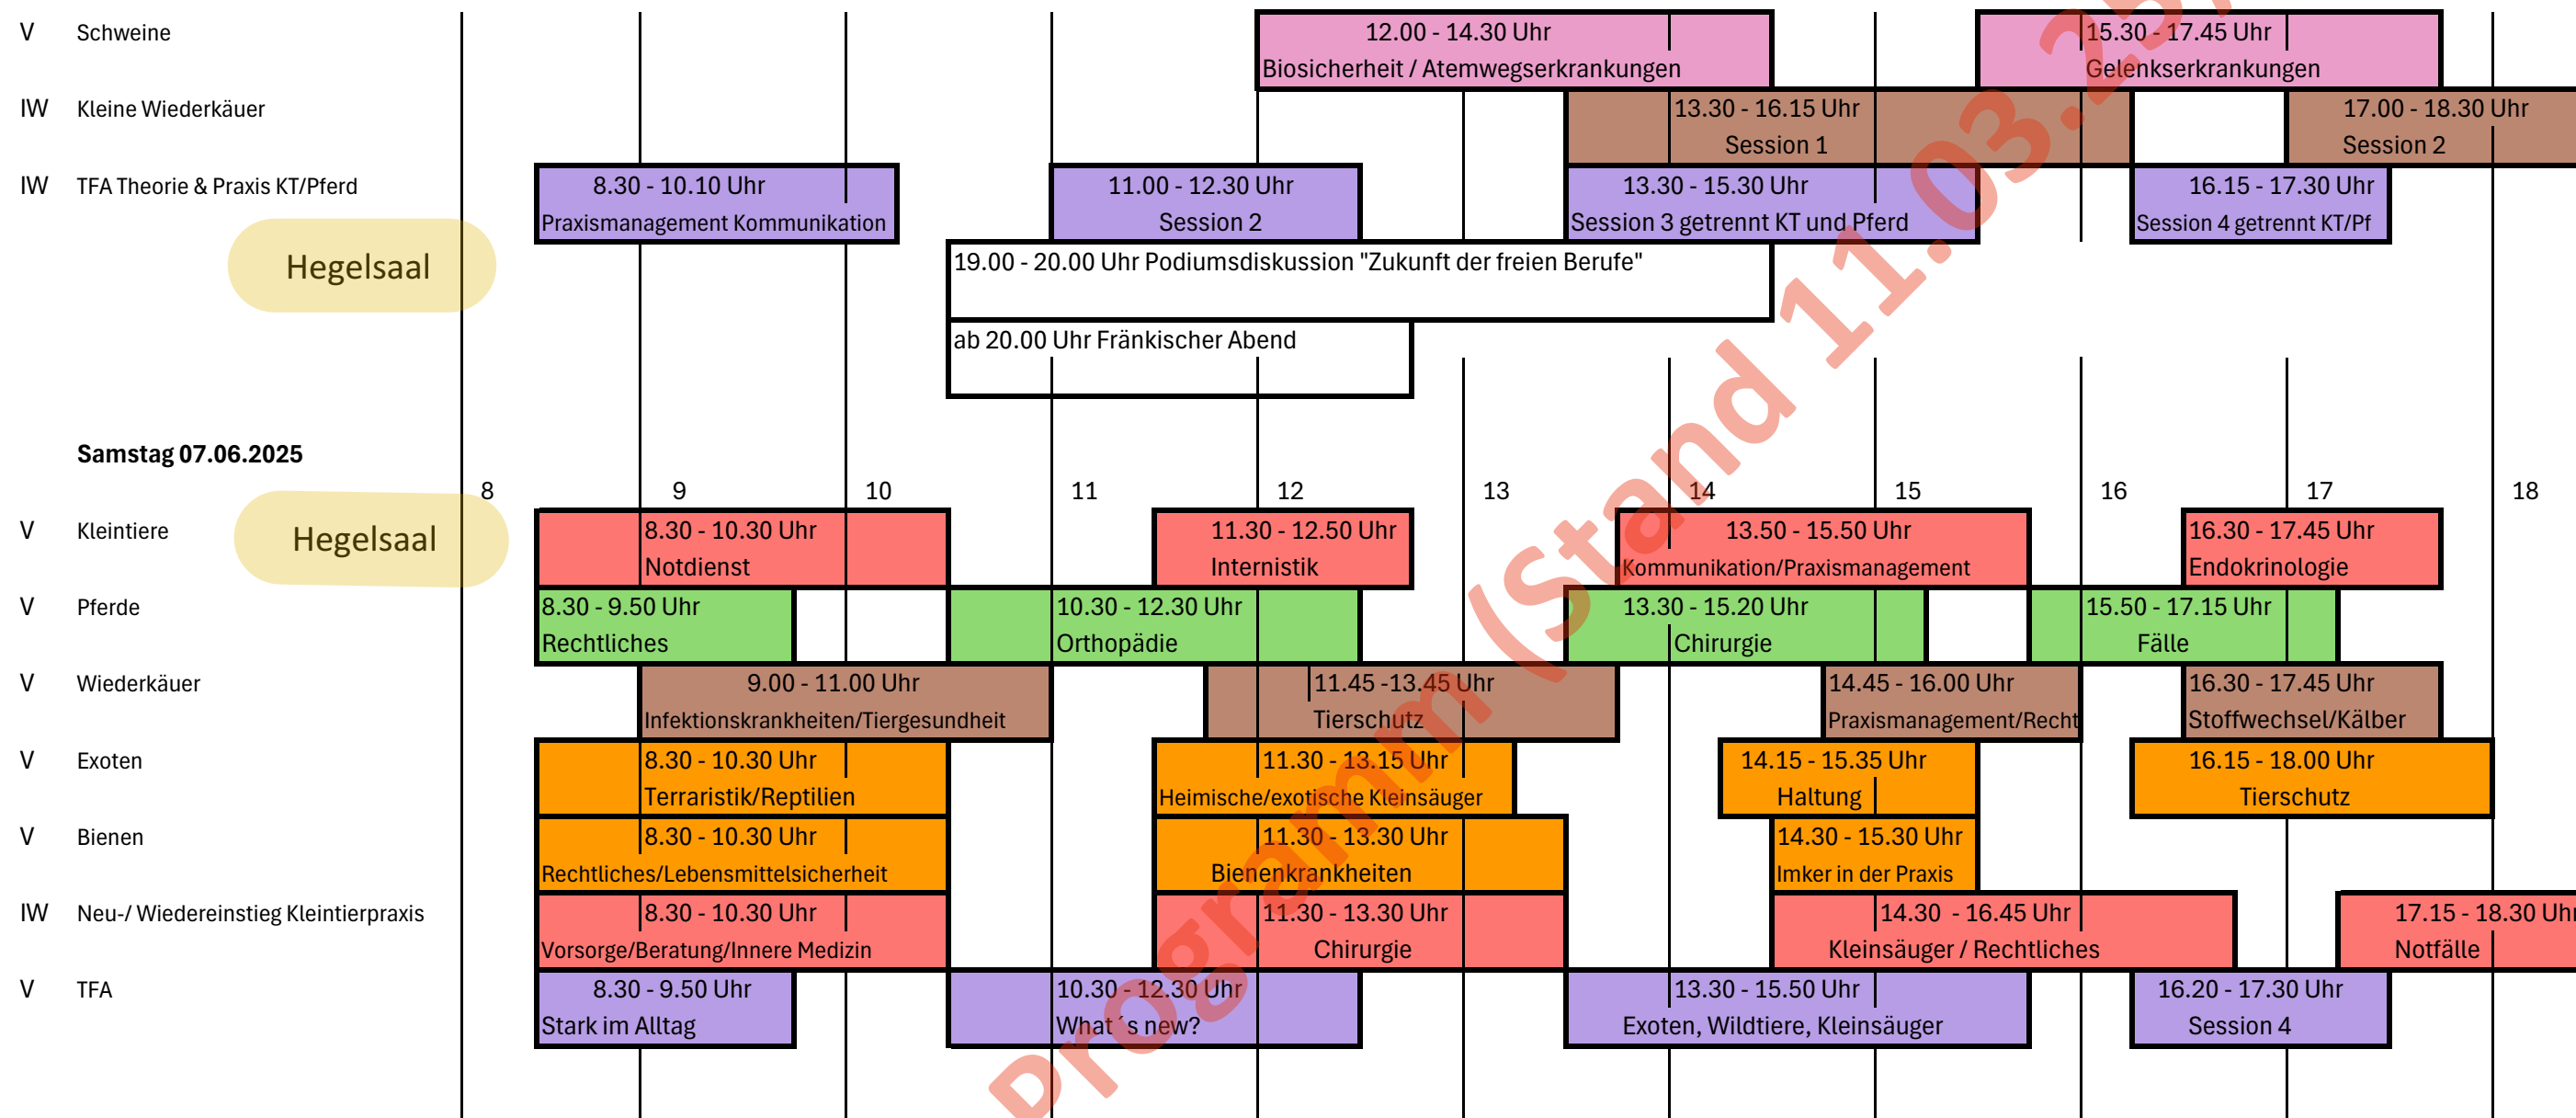 V Schweine 12.00 - 14.30 Uhr 15.30 - 17.45 Uhr
Biosicherheit / Atemwegserkrankungen Gelenkserkrankungen
IW Kleine Wiederkäuer 13.30 - 16.15 Uhr 17.00 - 18.30 Uhr
Session 1 Session 2
IW TFA Theorie & Praxis KT/Pferd 8.30 - 10.10 Uhr 11.00 - 12.30 Uhr 13.30 - 15.30 Uhr 16.15 - 17.30 Uhr
Praxismanagement Kommunikation Session 2 Session 3 getrennt KT und Pferd Session 4 getrennt KT/Pf
Hegelsaal 19.00 - 20.00 Uhr Podiumsdiskussion "Zukunft der freien Berufe"
ab 20.00 Uhr Fränkischer Abend
Samstag 07.06.2025
8 9 10 11 12 13 14 15 16 17 18
V Kleintiere Hegelsaal 8.30 - 10.30 Uhr 11.30 - 12.50 Uhr 13.50 - 15.50 Uhr 16.30 - 17.45 Uhr
Notdienst Internistik Kommunikation/Praxismanagement Endokrinologie
V Pferde 8.30 - 9.50 Uhr 10.30 - 12.30 Uhr 13.30 - 15.20 Uhr 15.50 - 17.15 Uhr
Rechtliches Orthopädie Chirurgie Fälle
V Wiederkäuer 9.00 - 11.00 Uhr 11.45 -13.45 Uhr 14.45 - 16.00 Uhr 16.30 - 17.45 Uhr
Infektionskrankheiten/Tiergesundheit Tierschutz Praxismanagement/Recht Stoffwechsel/Kälber
V Exoten 8.30 - 10.30 Uhr 11.30 - 13.15 Uhr 14.15 - 15.35 Uhr 16.15 - 18.00 Uhr
Terraristik/Reptilien Heimische/exotische Kleinsäuger Haltung Tierschutz
V Bienen 8.30 - 10.30 Uhr 11.30 - 13.30 Uhr 14.30 - 15.30 Uhr
Rechtliches/Lebensmittelsicherheit Bienenkrankheiten Imker in der Praxis
IW Neu-/ Wiedereinstieg Kleintierpraxis 8.30 - 10.30 Uhr 11.30 - 13.30 Uhr 14.30 - 16.45 Uhr 17.15 - 18.30 Uhr
Vorsorge/Beratung/Innere Medizin Chirurgie Kleinsäuger / Rechtliches Notfälle
V TFA 8.30 - 9.50 Uhr 10.30 - 12.30 Uhr 13.30 - 15.50 Uhr 16.20 - 17.30 Uhr
Stark im Alltag What´s new? Exoten, Wildtiere, Kleinsäuger Session 4
Programm (Stand 11.03.25)